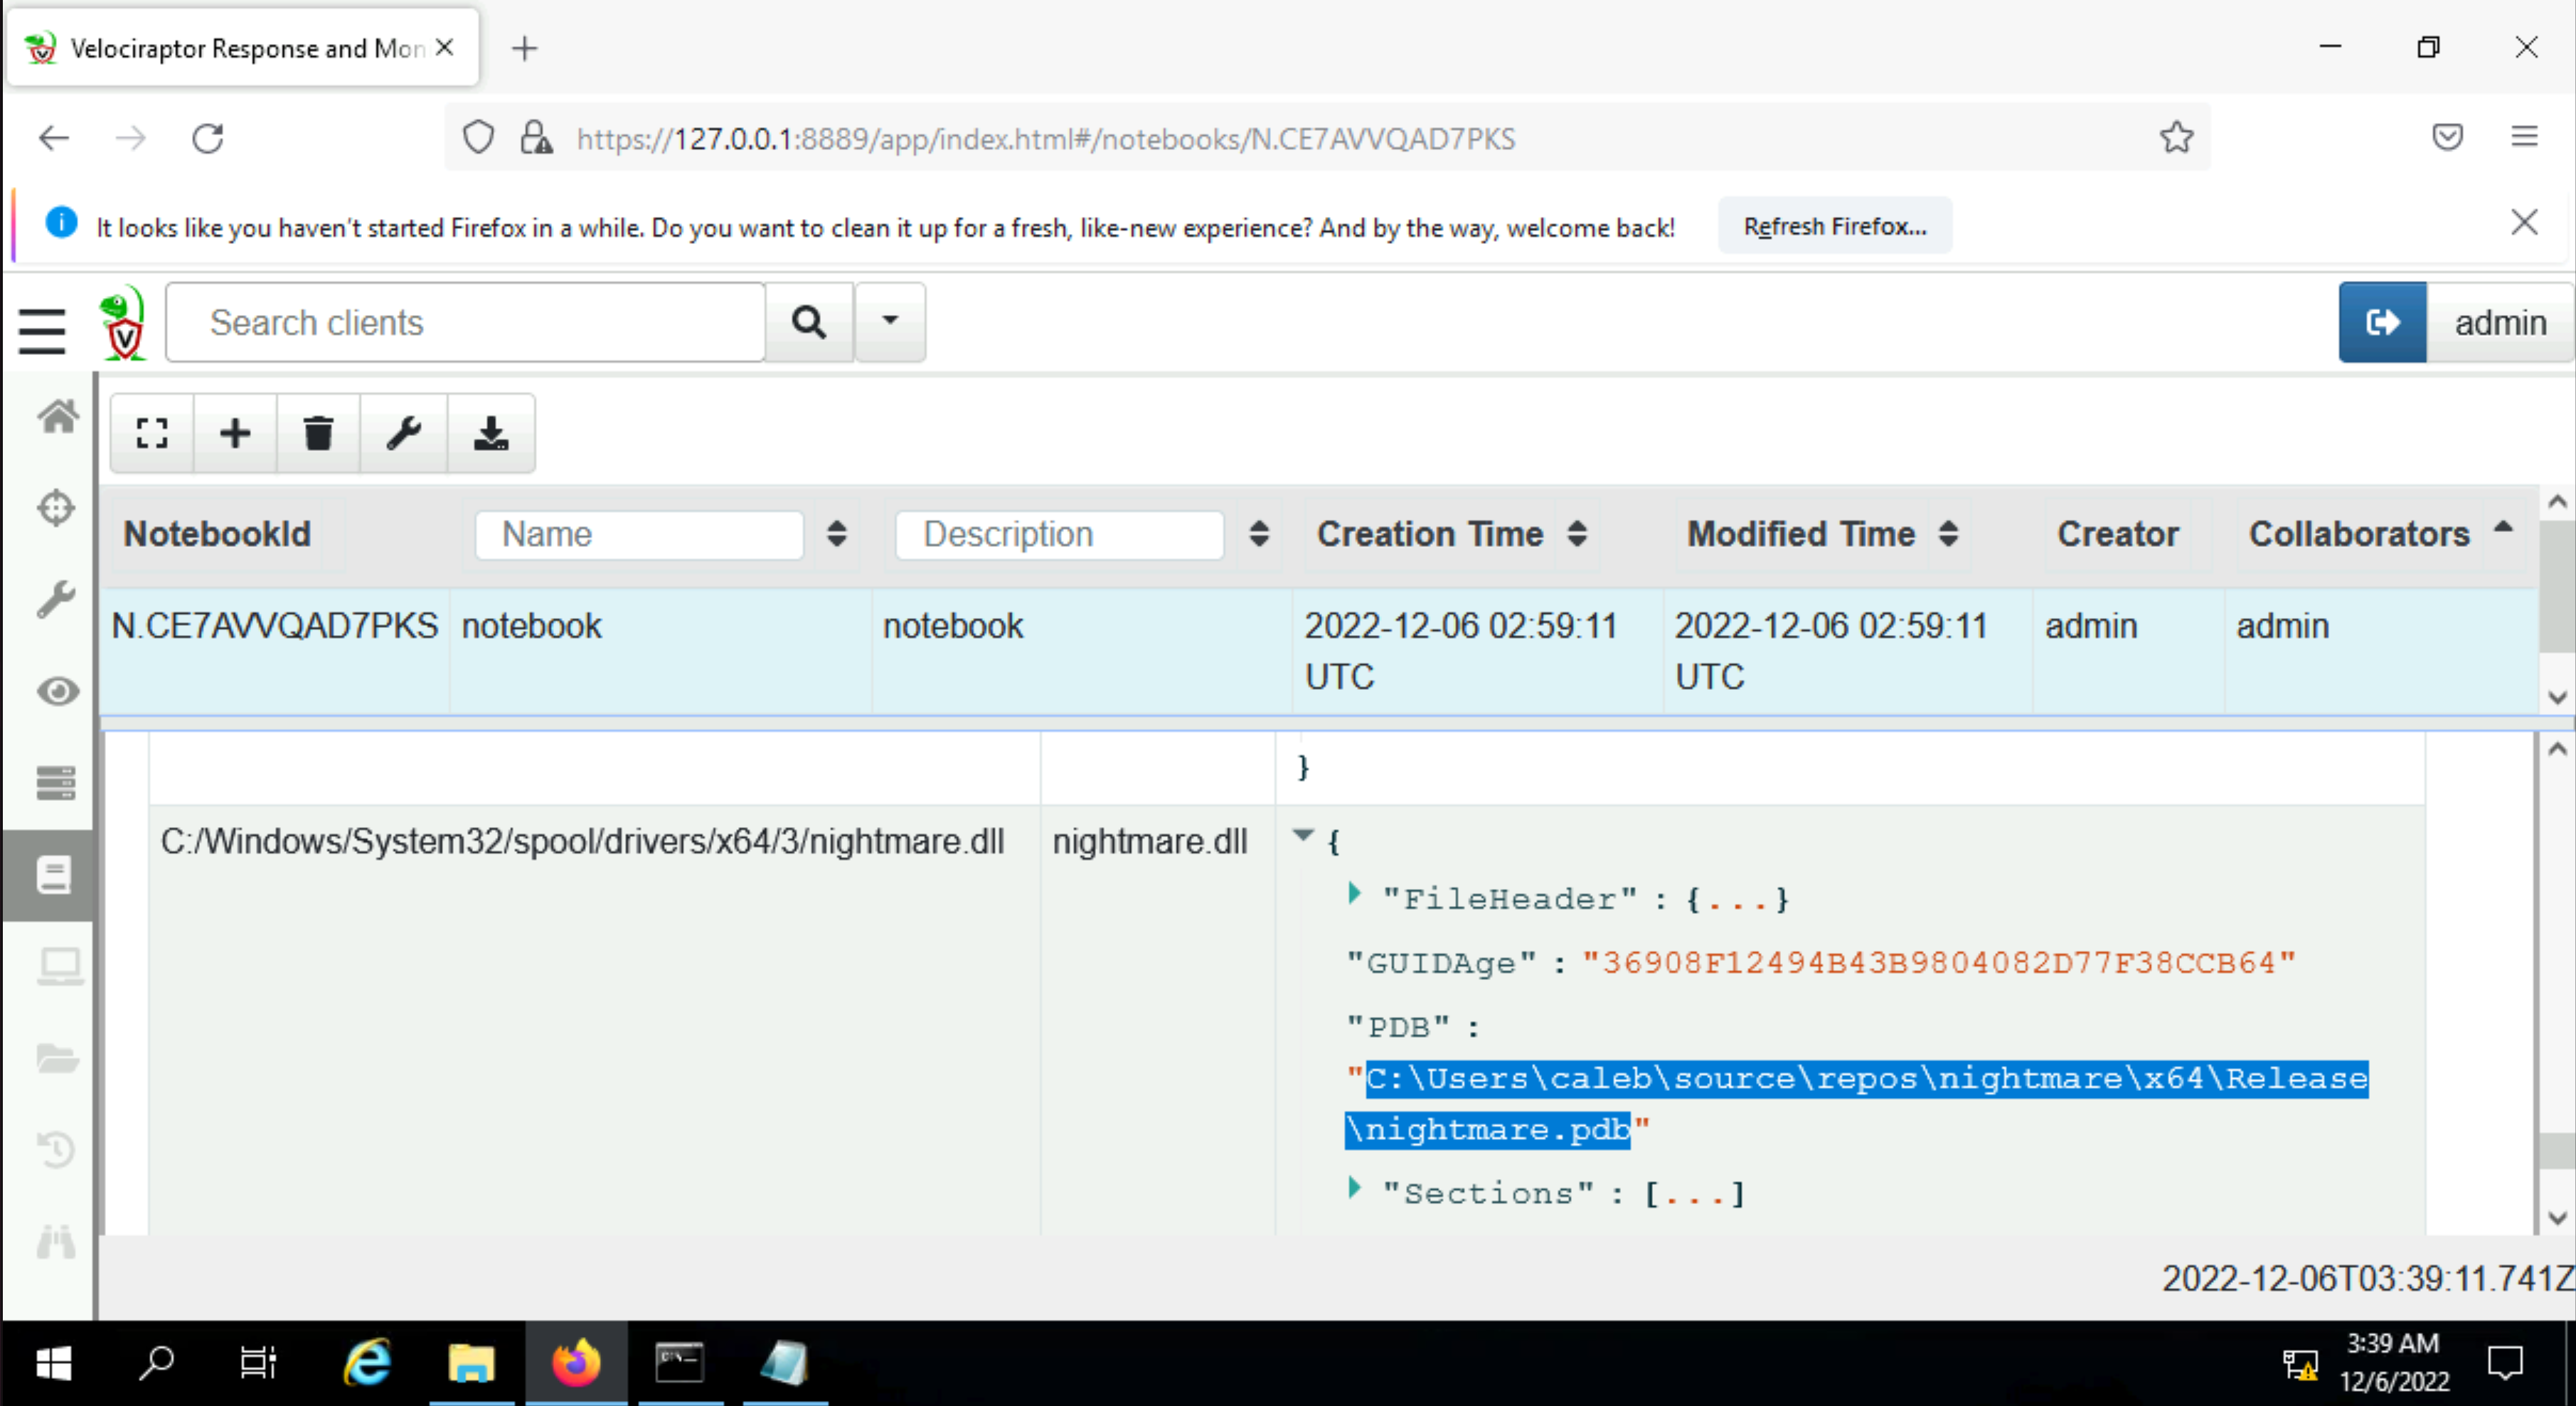 Velociraptor Response and Mon
https://127.0.0.1:8889/app/index.html#/notebooks/N.CE7AVVQAD7PKS
It looks like you haven't started Firefox in a while. Do you want to clean it up for a fresh, like-new experience? And by the way, welcome back! Refresh Firefox...
Search clients admin
NotebookId Name Description Creation Time Modified Time Creator Collaborators
N.CE7AVVQAD7PKS notebook notebook 2022-12-06 02:59:11 2022-12-06 02:59:11 admin admin
UTC UTC
}
C:/Windows/System32/spool/drivers/x64/3/nightmare.dll nightmare.dll {
"FileHeader" : {...}
"GUIDAge" : "36908F12494B43B9804082D77F38CCB64"
"PDB" :
"C:\Users\caleb\source\repos\nightmare\x64\Release
\nightmare.pdb"
"Sections" : [...]
2022-12-06T03:39:11.741Z
3:39 AM
12/6/2022